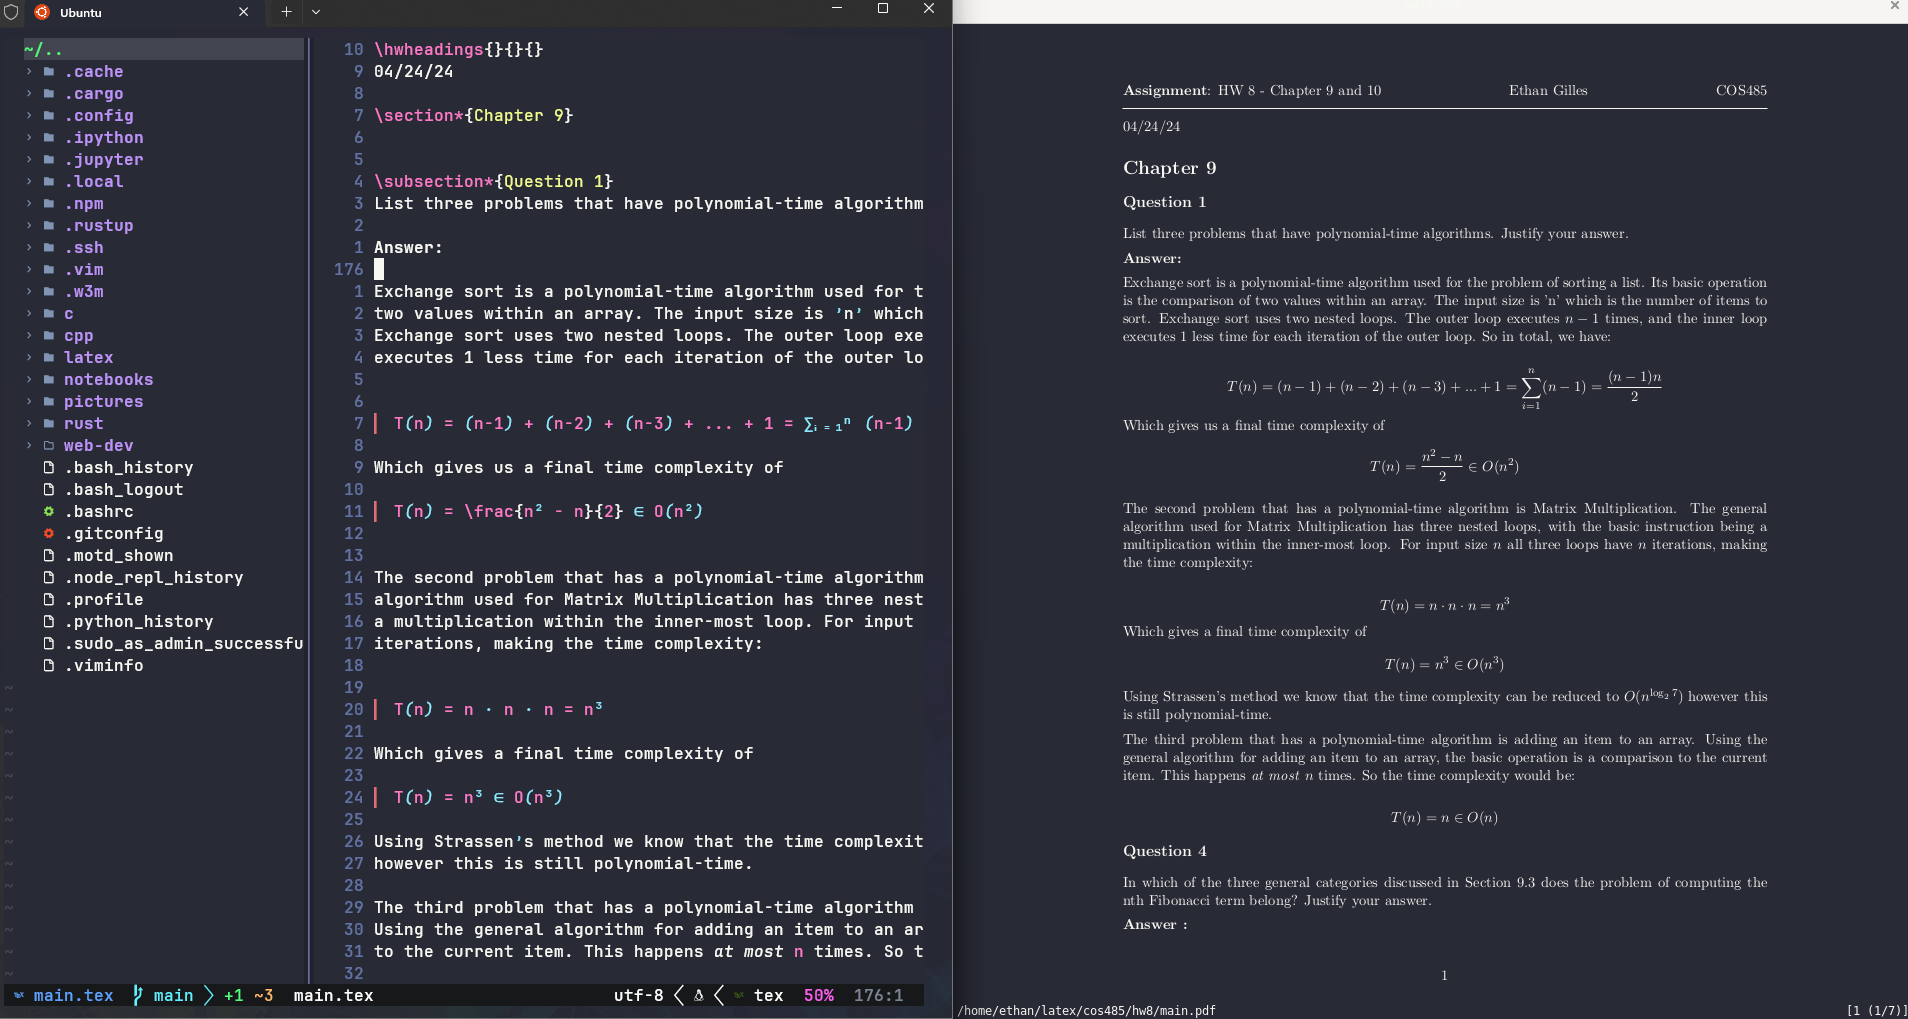 Ubuntu
~/..
.cache
.cargo
.config
.ipython
.jupyter
.local
.npm
.rustup
.ssh
.vim
.w3m
c
cpp
latex
notebooks
pictures
rust
web-dev
.bash_history
.bash_logout
.bashrc
.gitconfig
.motd_shown
.node_repl_history
.profile
.python_history
.sudo_as_admin_successfu
.viminfo
10 \hwheadings{}{}{}
9 04/24/24
8
7 \section*{Chapter 9}
6
5
4 \subsection*{Question 1}
3 List three problems that have polynomial-time algorithm
2
1 Answer:
176
1 Exchange sort is a polynomial-time algorithm used for t
2 two values within an array. The input size is 'n' which
3 Exchange sort uses two nested loops. The outer loop exe
4 executes 1 less time for each iteration of the outer lo
5
6
7 T(n) = (n-1) + (n-2) + (n-3) + ... + 1 = ∑ᵢ ₌ ₁ⁿ (n-1)
8
9 Which gives us a final time complexity of
10
11 T(n) = \frac{n² - n}{2} ∈ O(n²)
12
13
14 The second problem that has a polynomial-time algorithm
15 algorithm used for Matrix Multiplication has three nest
16 a multiplication within the inner-most loop. For input
17 iterations, making the time complexity:
18
19
20 T(n) = n · n · n = n³
21
22 Which gives a final time complexity of
23
24 T(n) = n³ ∈ O(n³)
25
26 Using Strassen's method we know that the time complexit
27 however this is still polynomial-time.
28
29 The third problem that has a polynomial-time algorithm
30 Using the general algorithm for adding an item to an ar
31 to the current item. This happens at most n times. So t
32
main.tex main +1 ~3 main.tex utf-8 tex 50% 176:1
Assignment: HW 8 - Chapter 9 and 10 Ethan Gilles COS485
04/24/24
Chapter 9
Question 1
List three problems that have polynomial-time algorithms. Justify your answer.
Answer:
Exchange sort is a polynomial-time algorithm used for the problem of sorting a list. Its basic operation
is the comparison of two values within an array. The input size is 'n' which is the number of items to
sort. Exchange sort uses two nested loops. The outer loop executes n − 1 times, and the inner loop
executes 1 less time for each iteration of the outer loop. So in total, we have:
T(n) = (n − 1) + (n − 2) + (n − 3) + ... + 1 = ∑_{i=1}^{n} (n − 1) = (n − 1)n / 2
Which gives us a final time complexity of
T(n) = (n² − n) / 2 ∈ O(n²)
The second problem that has a polynomial-time algorithm is Matrix Multiplication. The general
algorithm used for Matrix Multiplication has three nested loops, with the basic instruction being a
multiplication within the inner-most loop. For input size n all three loops have n iterations, making
the time complexity:
T(n) = n · n · n = n³
Which gives a final time complexity of
T(n) = n³ ∈ O(n³)
Using Strassen's method we know that the time complexity can be reduced to O(n^{log₂ 7}) however this
is still polynomial-time.
The third problem that has a polynomial-time algorithm is adding an item to an array. Using the
general algorithm for adding an item to an array, the basic operation is a comparison to the current
item. This happens at most n times. So the time complexity would be:
T(n) = n ∈ O(n)
Question 4
In which of the three general categories discussed in Section 9.3 does the problem of computing the
nth Fibonacci term belong? Justify your answer.
Answer :
1
/home/ethan/latex/cos485/hw8/main.pdf [1 (1/7)]